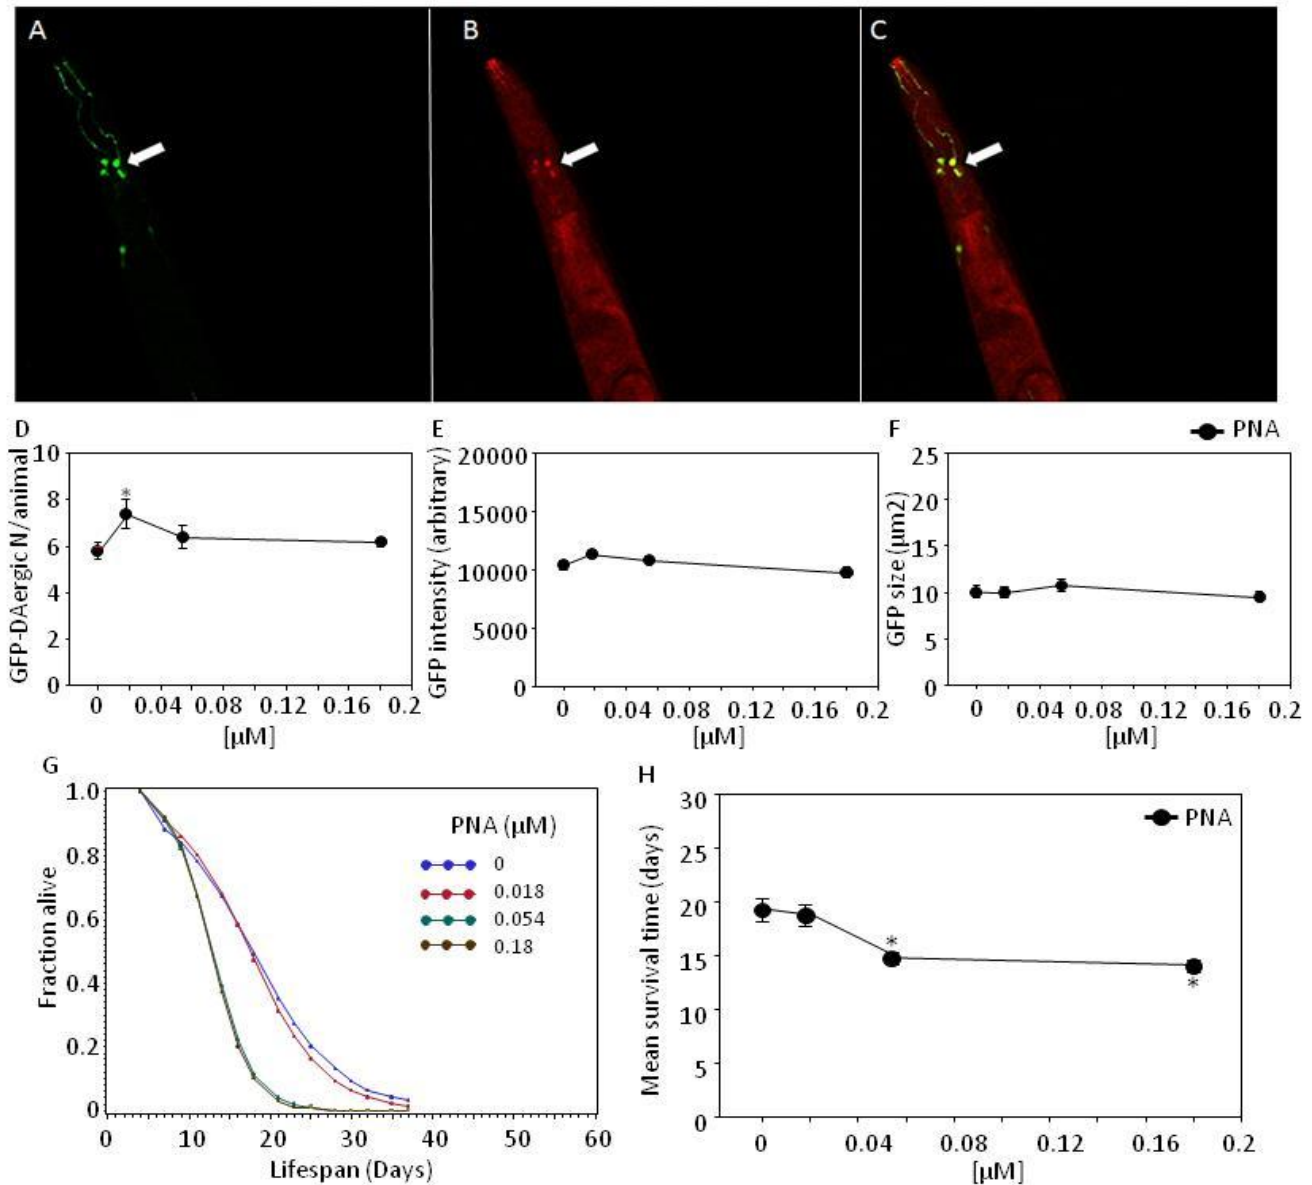 A
B
C
D
GFP-DAergic N / animal
10
8
6
4
2
0
0 0.04 0.08 0.12 0.16 0.2
[µM]
E
GFP intensity (arbitrary)
20000
15000
10000
5000
0
0 0.04 0.08 0.12 0.16 0.2
[µM]
F
PNA
GFP size (µm2)
25
20
15
10
5
0
0 0.04 0.08 0.12 0.16 0.2
[µM]
*
G
Fraction alive
1.0
0.8
0.6
0.4
0.2
0
PNA (µM)
0
0.018
0.054
0.18
0 10 20 30 40 50 60
Lifespan (Days)
H
Mean survival time (days)
30
25
20
15
10
5
0
PNA
*
*
0 0.04 0.08 0.12 0.16 0.2
[µM]